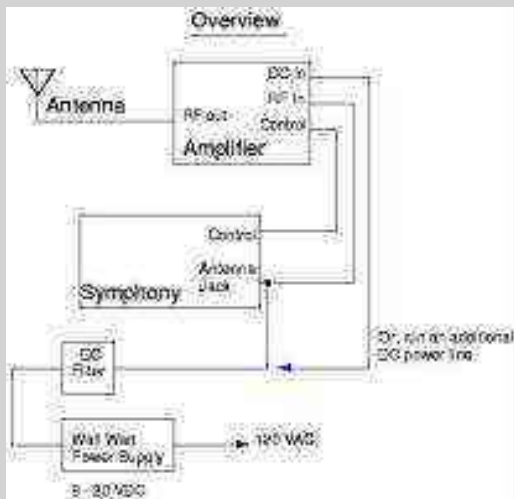 Overview
Antenna
DC In
RF In
RF out
Control
Amplifier
Control
Antenna
Jack
Symphony
Or, run an additional
DC power line
DC
Filter
Wall Wart
Power Supply
120 VAC
VDC